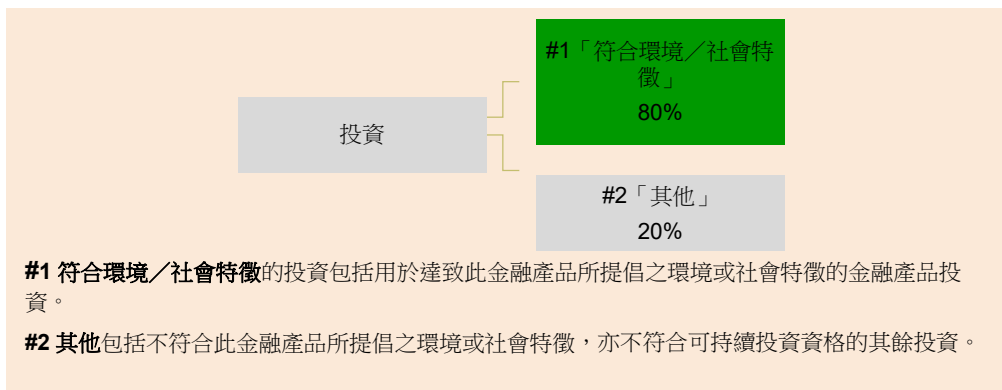 #1「符合環境／社會特
徵」
80%
投資
#2「其他」
20%
#1 符合環境／社會特徵的投資包括用於達致此金融產品所提倡之環境或社會特徵的金融產品投
資。
#2 其他包括不符合此金融產品所提倡之環境或社會特徵，亦不符合可持續投資資格的其餘投資。